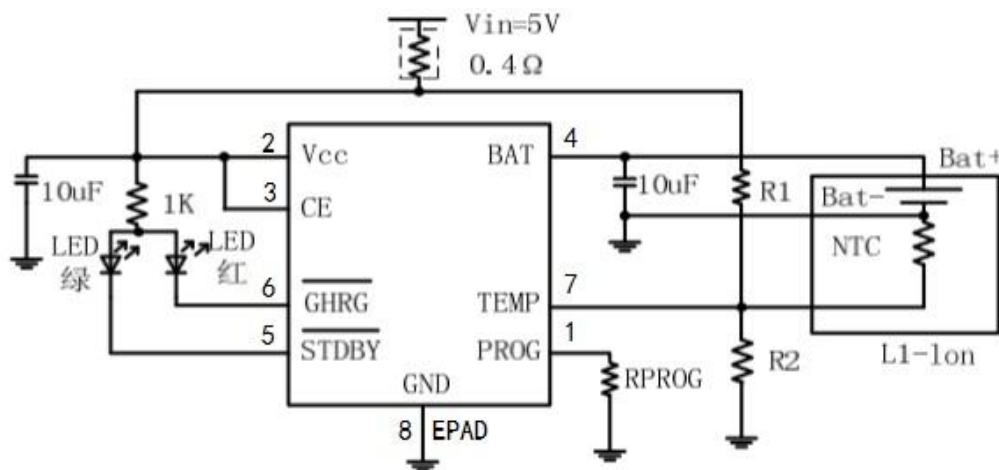 Vin=5V
0.4Ω
2
Vcc
BAT
4
Bat+
10uF
3
CE
1K
10uF
R1
Bat-
LED
绿
LED
红
NTC
6
GHRG
TEMP
7
5
STDBY
PROG
1
L1-lon
GND
RPROG
R2
8 EPAD